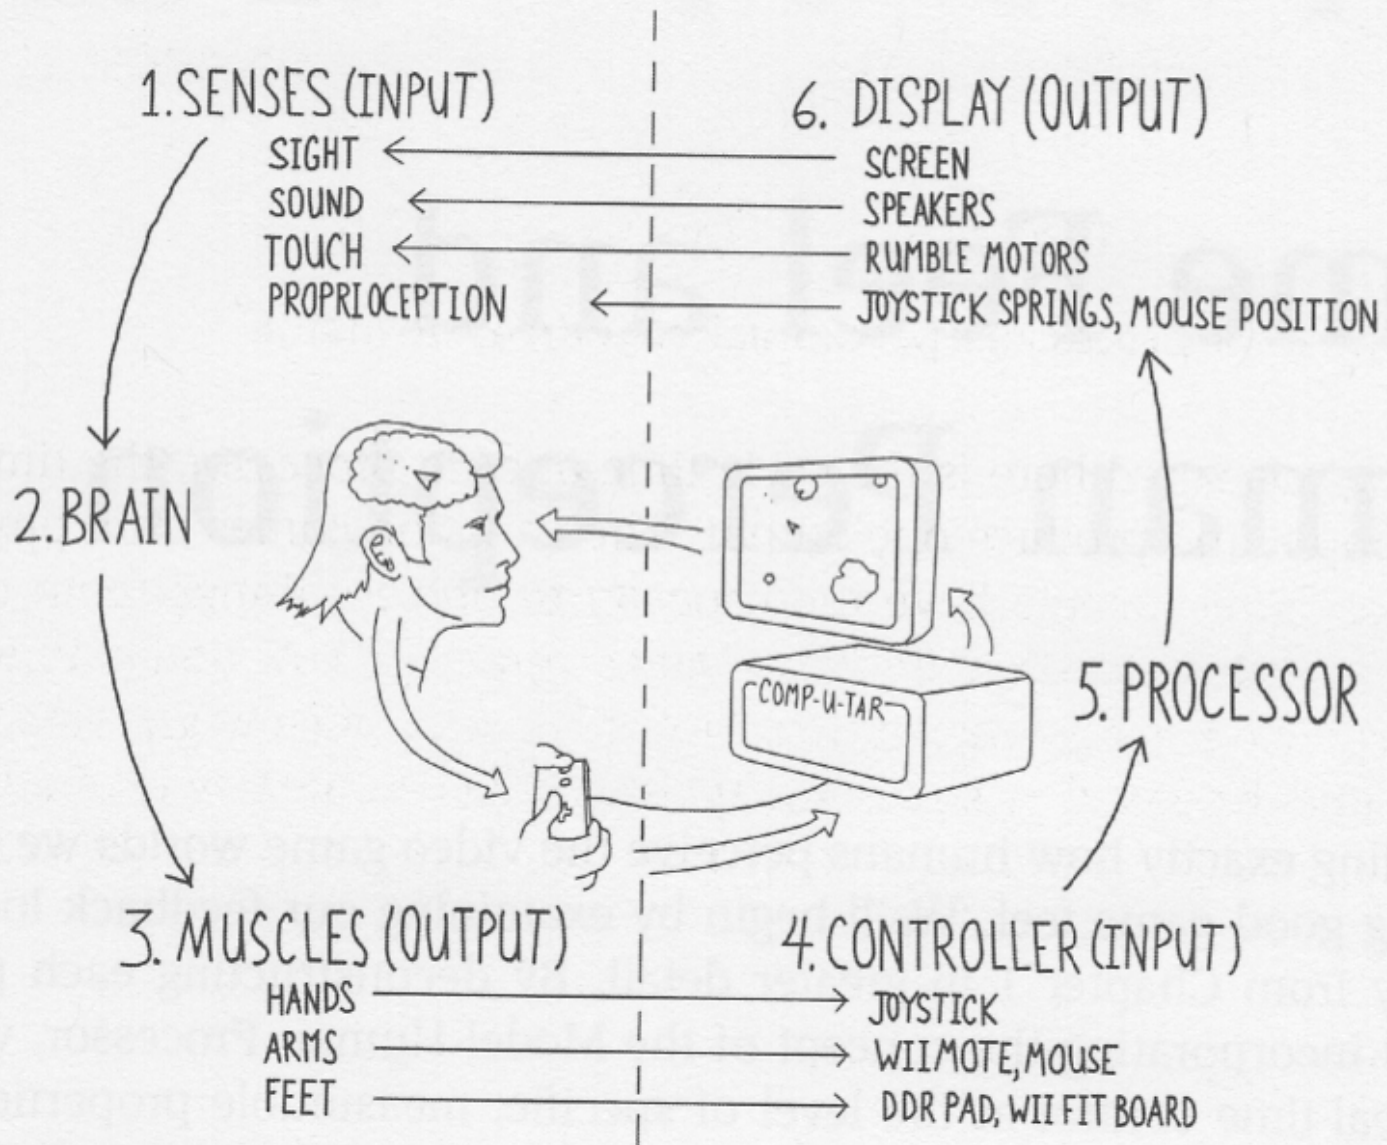 1. SENSES (INPUT)
SIGHT
SOUND
TOUCH
PROPRIOCEPTION
6. DISPLAY (OUTPUT)
SCREEN
SPEAKERS
RUMBLE MOTORS
JOYSTICK SPRINGS, MOUSE POSITION
2. BRAIN
COMP-U-TAR
5. PROCESSOR
3. MUSCLES (OUTPUT)
HANDS
ARMS
FEET
4. CONTROLLER (INPUT)
JOYSTICK
WIIMOTE, MOUSE
DDR PAD, WII FIT BOARD